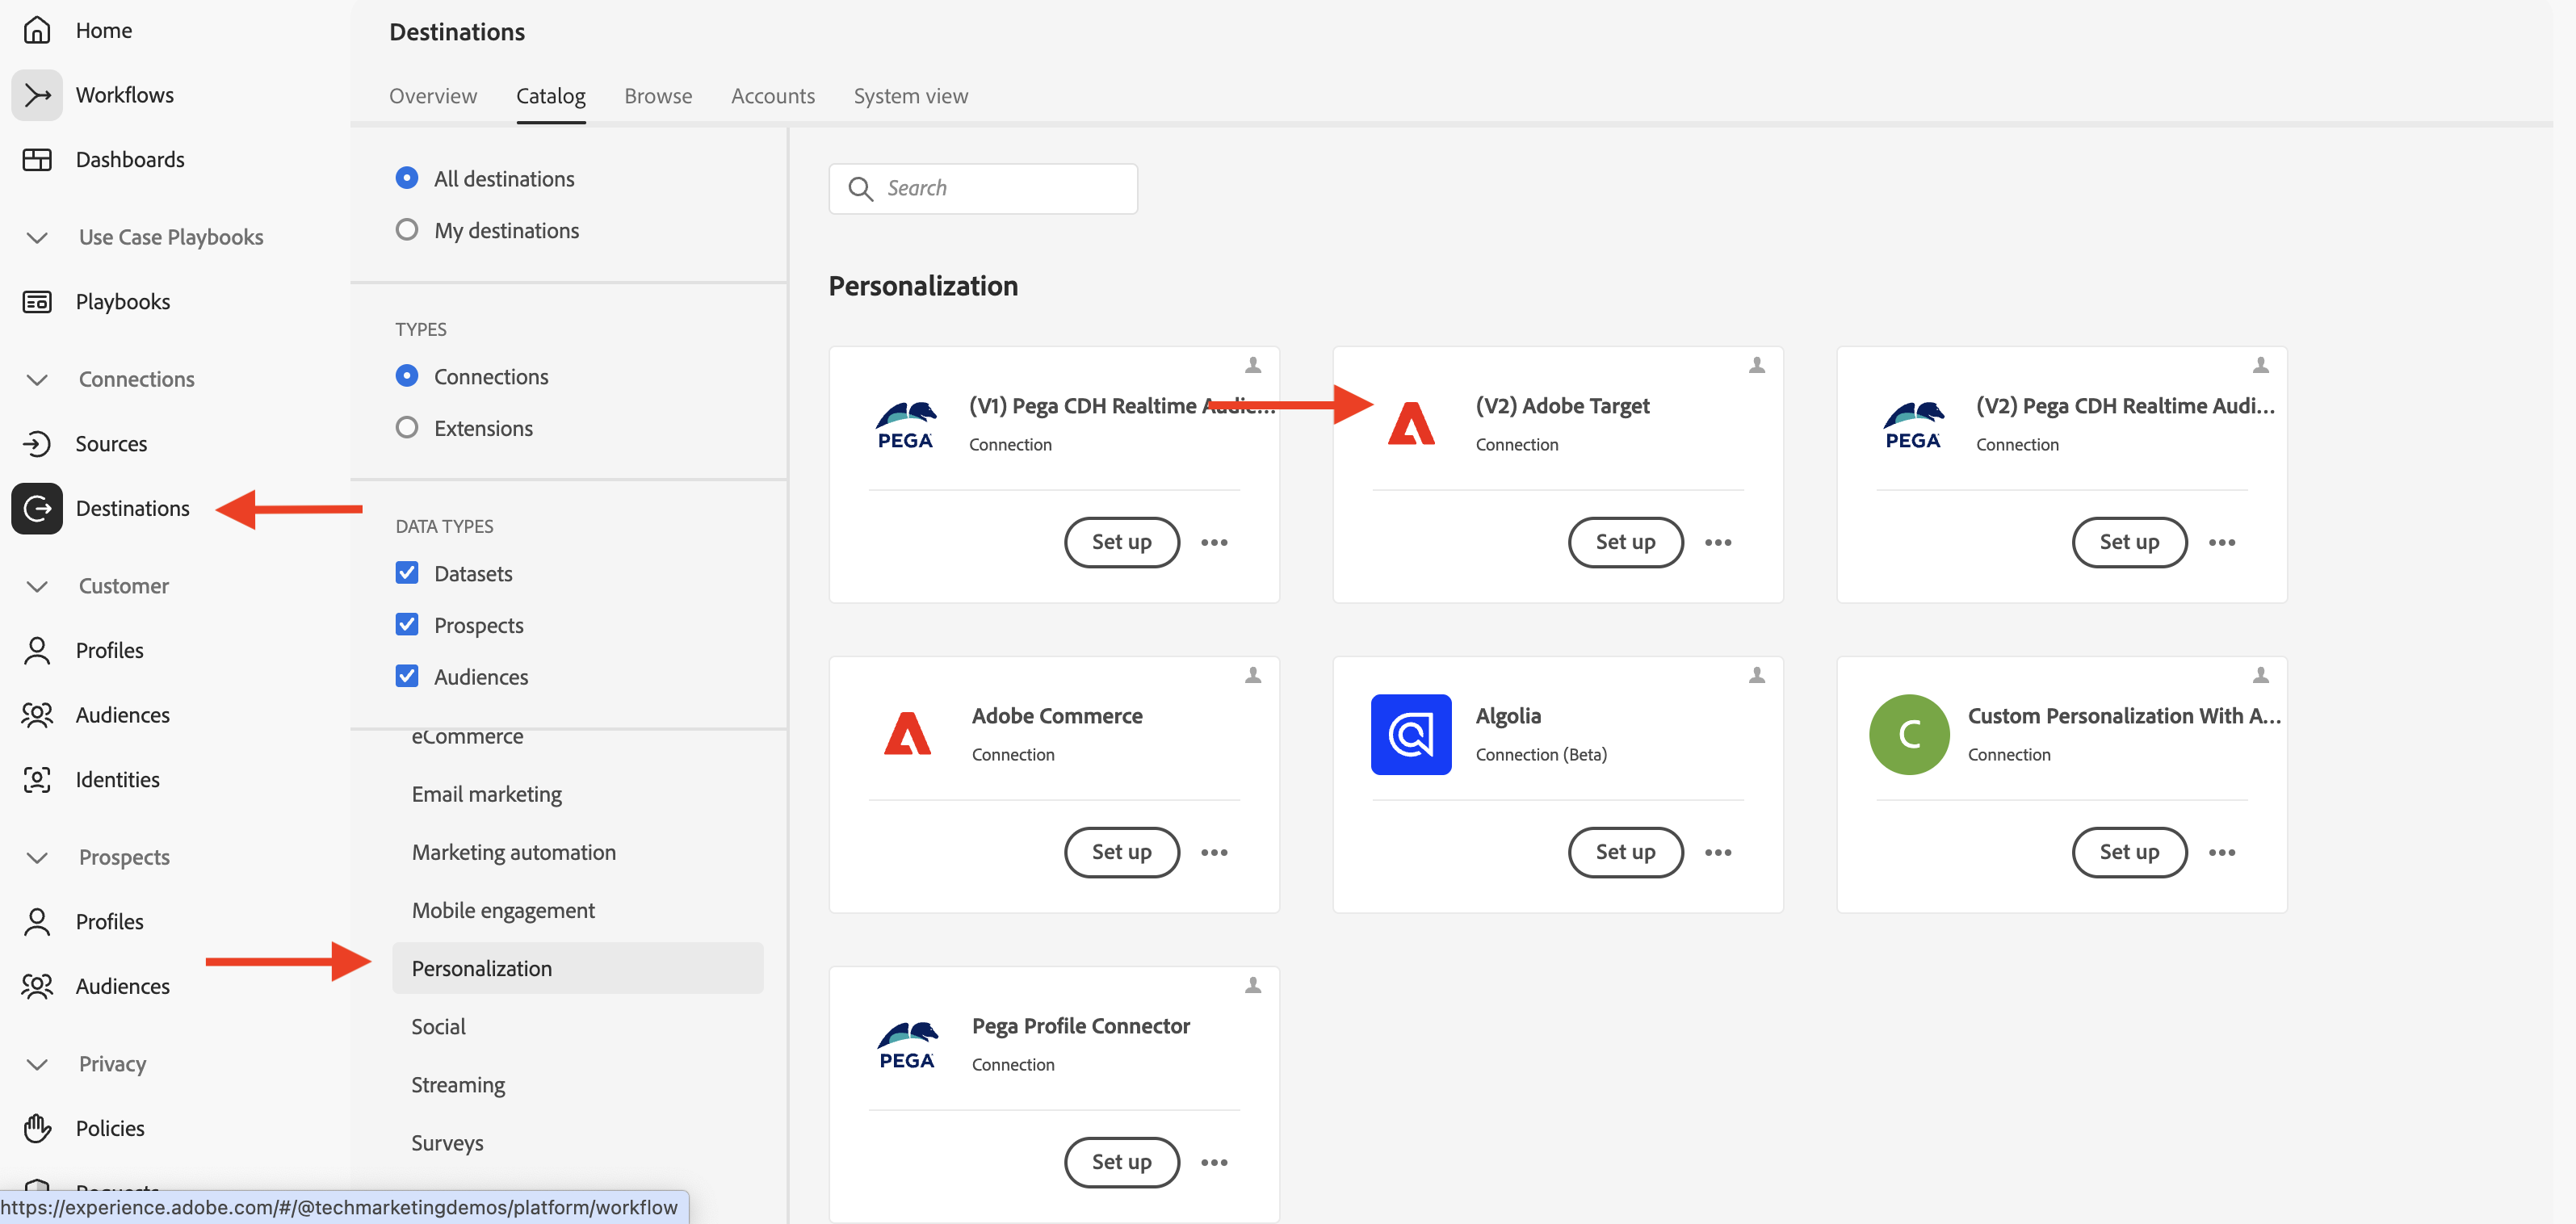 Home
Workflows
Dashboards
Use Case Playbooks
Playbooks
Connections
Sources
Destinations
Customer
Profiles
Audiences
Identities
Prospects
Profiles
Audiences
Privacy
Policies
https://experience.adobe.com/#/@techmarketingdemos/platform/workflow
Destinations
Overview Catalog Browse Accounts System view
All destinations
My destinations
TYPES
Connections
Extensions
DATA TYPES
Datasets
Prospects
Audiences
eCommerce
Email marketing
Marketing automation
Mobile engagement
Personalization
Social
Streaming
Surveys
Search
Personalization
PEGA
(V1) Pega CDH Realtime Audie...
Connection
Set up
(V2) Adobe Target
Connection
Set up
PEGA
(V2) Pega CDH Realtime Audi...
Connection
Set up
Adobe Commerce
Connection
Set up
Algolia
Connection (Beta)
Set up
C
Custom Personalization With A...
Connection
Set up
PEGA
Pega Profile Connector
Connection
Set up